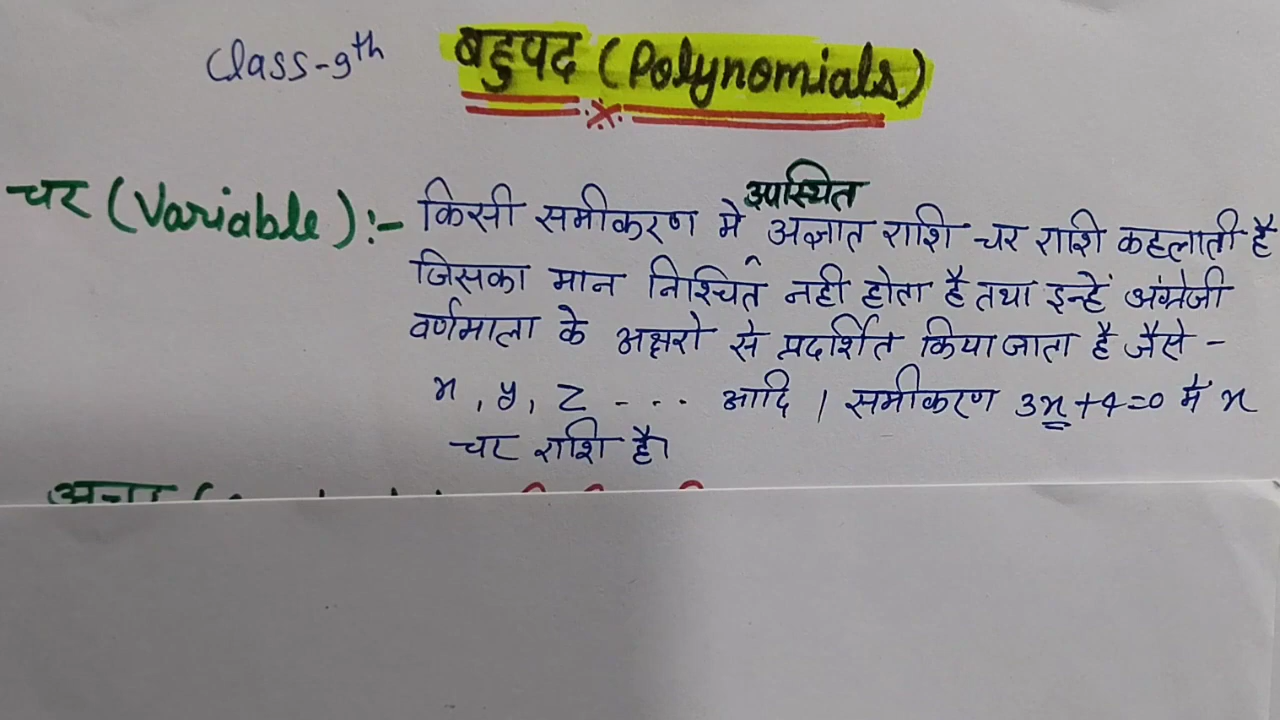 Class-9th
बहुपद (Polynomials)
चर (Variable) :- किसी समीकरण मे उपस्थित अज्ञात राशि चर राशि कहलाती है
जिसका मान निश्चित नही होता है तथा इन्हें अंग्रेजी
वर्णमाला के अक्षरो से प्रदर्शित किया जाता है जैसे -
x, y, z - - - आदि । समीकरण 3x+4=0 में x
चर राशि है।